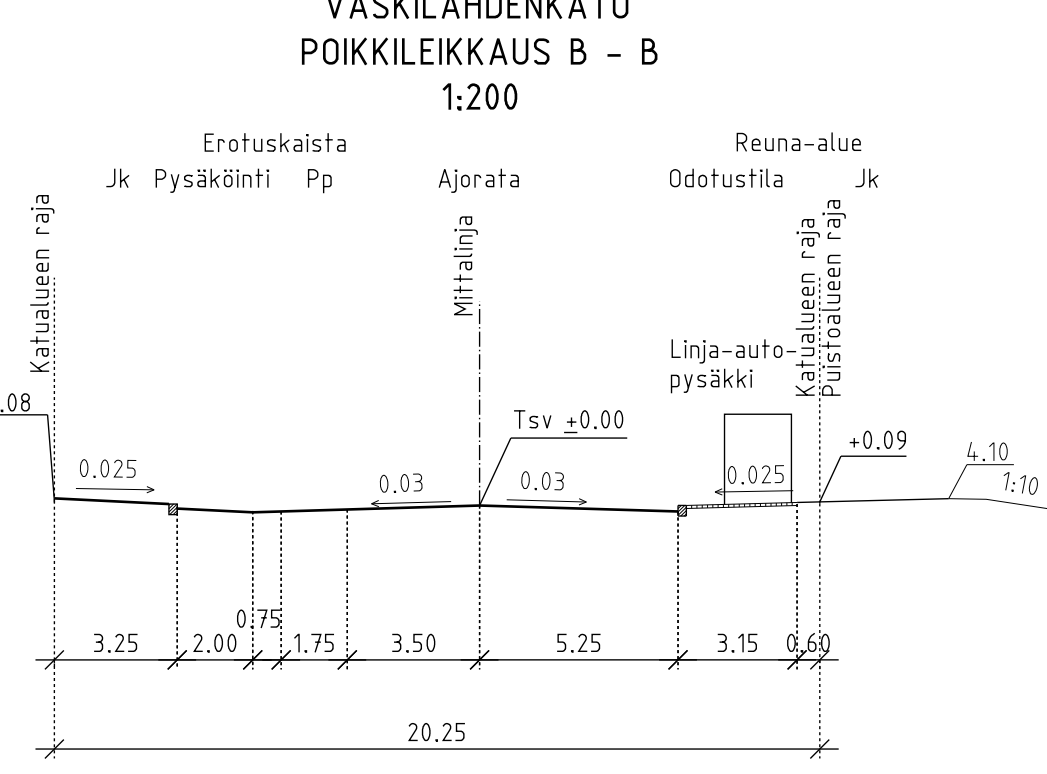 VASKILAHDENKATU
POIKKILEIKKAUS B - B
1:200
Erotuskaista
Reuna-alue
Jk Pysäköinti Pp Ajorata Odotustila Jk
Katualueen raja
Mittalinja
Katualueen raja
Puistoalueen raja
Linja-auto-
pysäkki
.08
Tsv ±0.00
+0.09
4.10
1:10
0.025
0.03
0.03
0.025
0.75
3.25 2.00 1.75 3.50 5.25 3.15 0.60
20.25